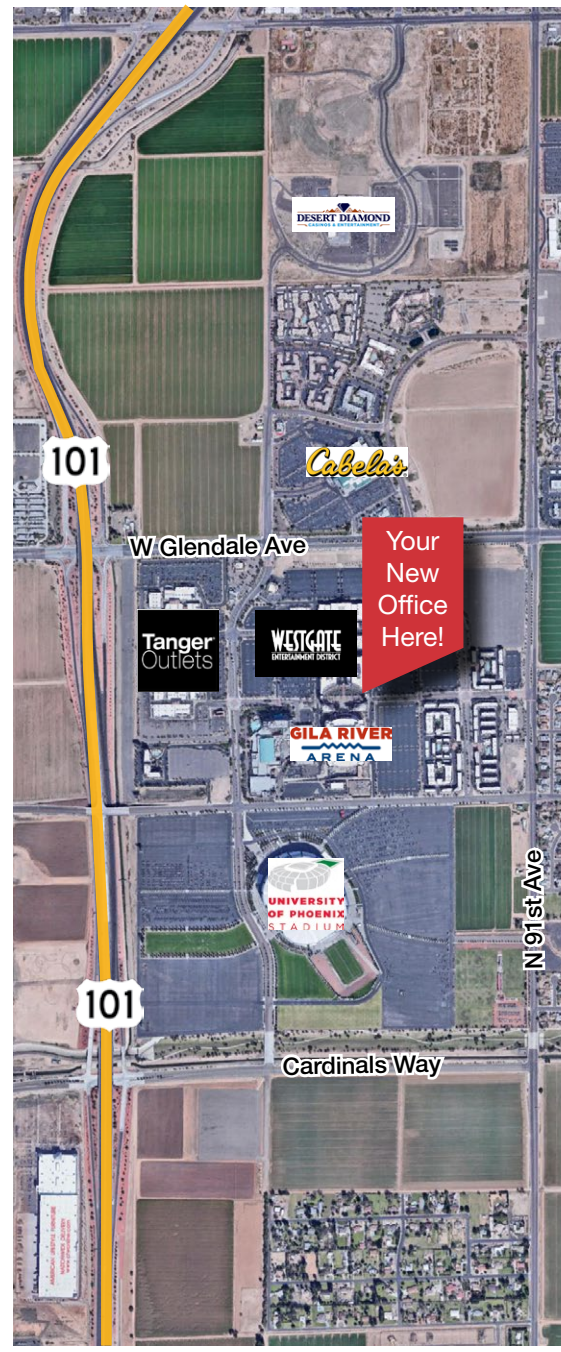 DESERT DIAMOND
CASINOS & ENTERTAINMENT
101
Cabela's
W Glendale Ave
Your
New
Office
Here!
Tanger
Outlets
WESTGATE
ENTERTAINMENT DISTRICT
GILA RIVER
ARENA
UNIVERSITY
OF PHOENIX
STADIUM
N 91st Ave
101
Cardinals Way